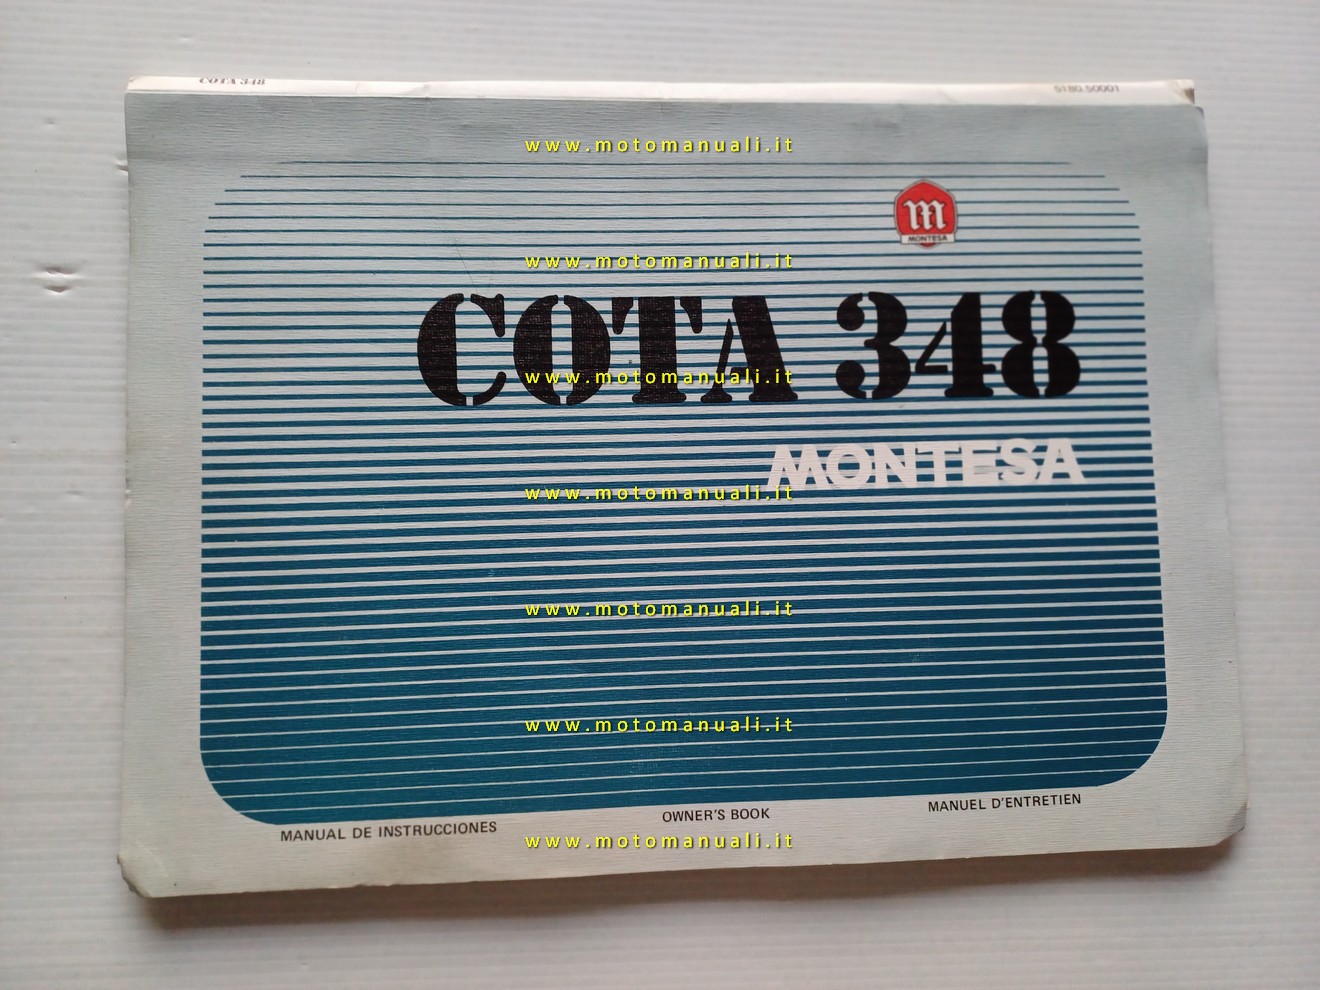 COTA 348
5180.50001
www.motomanuali.it
M
MONTESA
www.motomanuali.it
COTA 348
www.motomanuali.it
MONTESA
www.motomanuali.it
www.motomanuali.it
www.motomanuali.it
MANUAL DE INSTRUCCIONES
OWNER'S BOOK
MANUEL D'ENTRETIEN
www.motomanuali.it